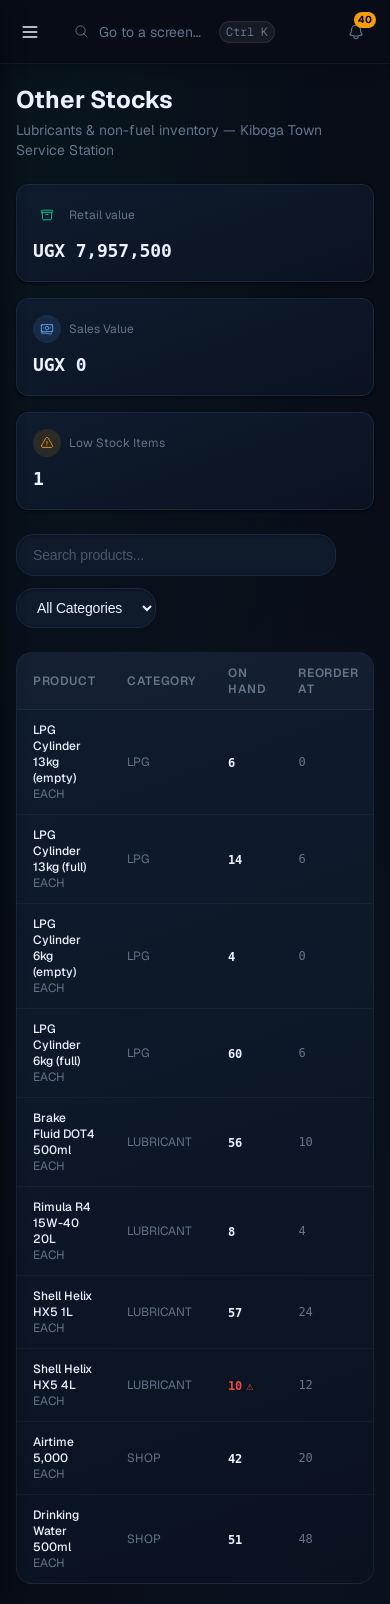 Go to a screen... Ctrl K
40
Other Stocks
Lubricants & non-fuel inventory — Kiboga Town
Service Station
Retail value
UGX 7,957,500
Sales Value
UGX 0
Low Stock Items
1
Search products...
All Categories
PRODUCT CATEGORY ON HAND REORDER AT
LPG
Cylinder
13kg
(empty)
EACH
LPG 6 0
LPG
Cylinder
13kg (full)
EACH
LPG 14 6
LPG
Cylinder
6kg
(empty)
EACH
LPG 4 0
LPG
Cylinder
6kg (full)
EACH
LPG 60 6
Brake
Fluid DOT4
500ml
EACH
LUBRICANT 56 10
Rimula R4
15W-40
20L
EACH
LUBRICANT 8 4
Shell Helix
HX5 1L
EACH
LUBRICANT 57 24
Shell Helix
HX5 4L
EACH
LUBRICANT 10 ⚠ 12
Airtime
5,000
EACH
SHOP 42 20
Drinking
Water
500ml
EACH
SHOP 51 48